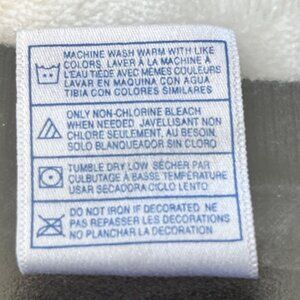 MACHINE WASH WARM WITH LIKE
COLORS LAVER À LA MACHINE À
L'EAU TIÈDE AVEC MÊMES COULEURS
LAVAR EN MAQUINA CON AGUA
TIBIA CON COLORES SIMILARES
ONLY NON-CHLORINE BLEACH
WHEN NEEDED JAVELLISANT NON
CHLORE SEULEMENT, AU BESOIN.
SOLO BLANQUEADOR SIN CLORO
TUMBLE DRY LOW SÉCHER PAR
CULBUTAGE À BASSE TEMPÉRATURE
USAR SECADORA CICLO LENTO
DO NOT IRON IF DECORATED NE
PAS REPASSER LES DECORATIONS
NO PLANCHAR LA DECORACION